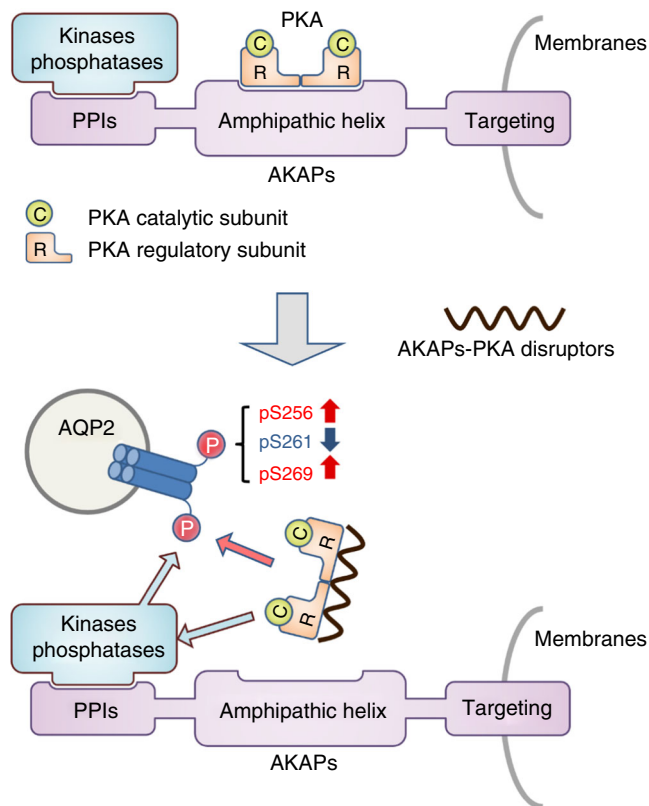 PKA
Kinases
phosphatases
C
C
R
R
Membranes
PPIs
Amphipathic helix
Targeting
AKAPs
C
PKA catalytic subunit
R
PKA regulatory subunit
AKAPs-PKA disruptors
AQP2
P
pS256
pS261
pS269
P
C
R
C
R
Kinases
phosphatases
Membranes
PPIs
Amphipathic helix
Targeting
AKAPs